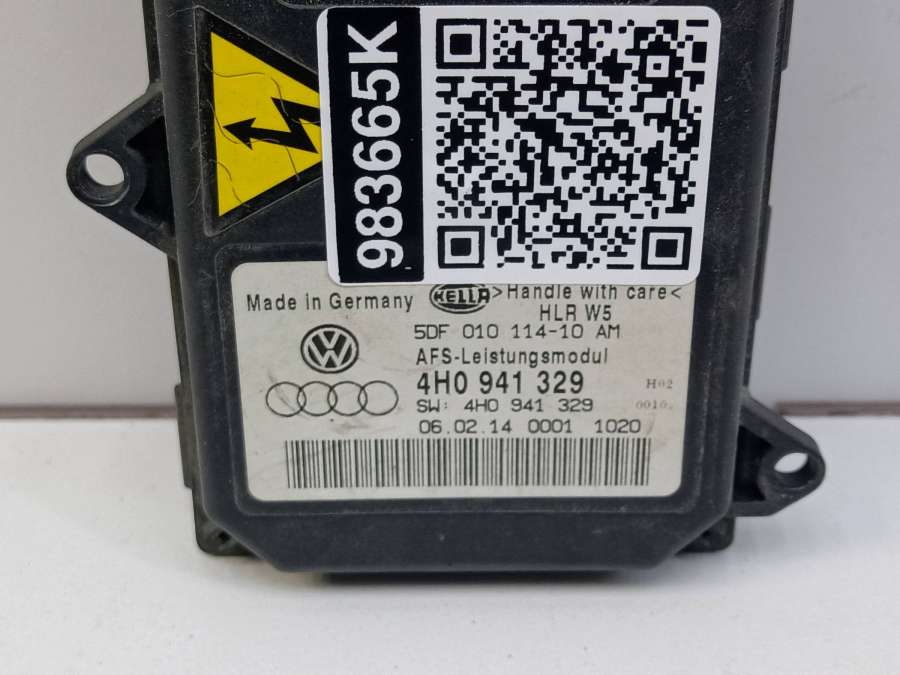 983665K
Made in Germany HELLA >Handle with care<
HLR W5
5DF 010 114-10 AM
AFS-Leistungsmodul
4H0 941 329 H02
SW: 4H0 941 329 0010
06.02.14 0001 1020